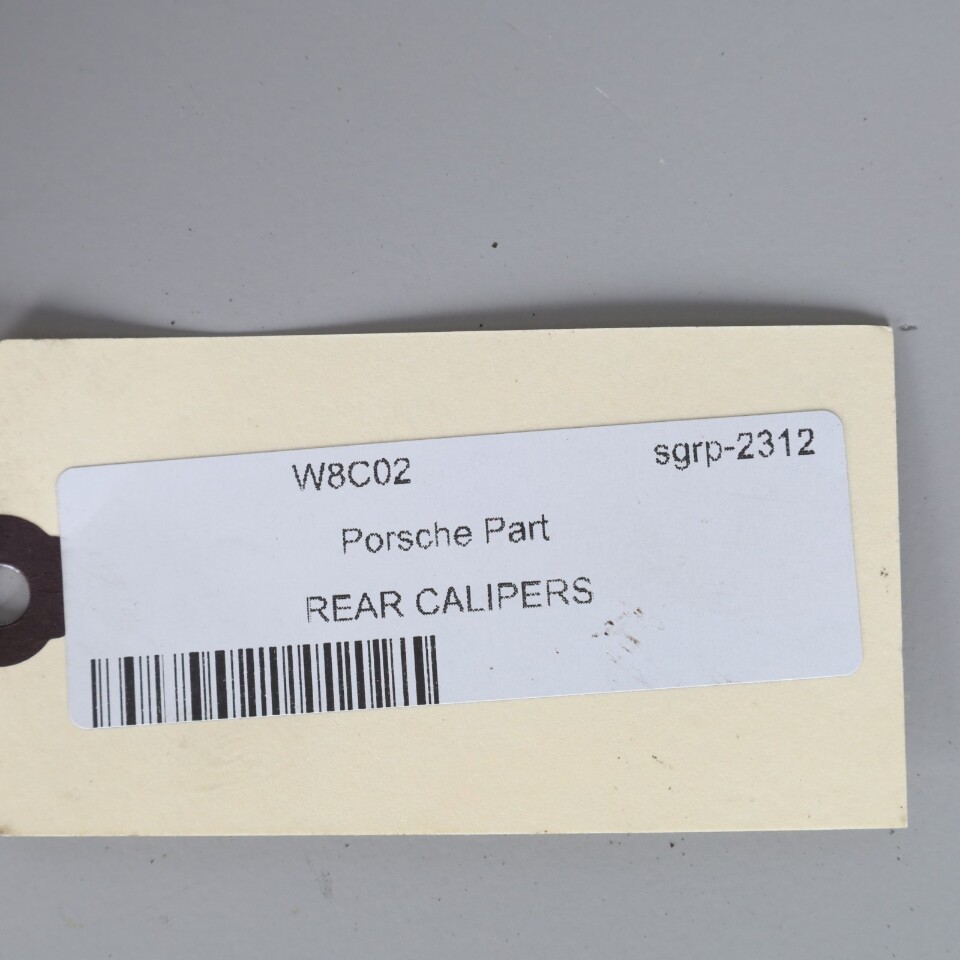 W8C02 sgrp-2312
Porsche Part
REAR CALIPERS